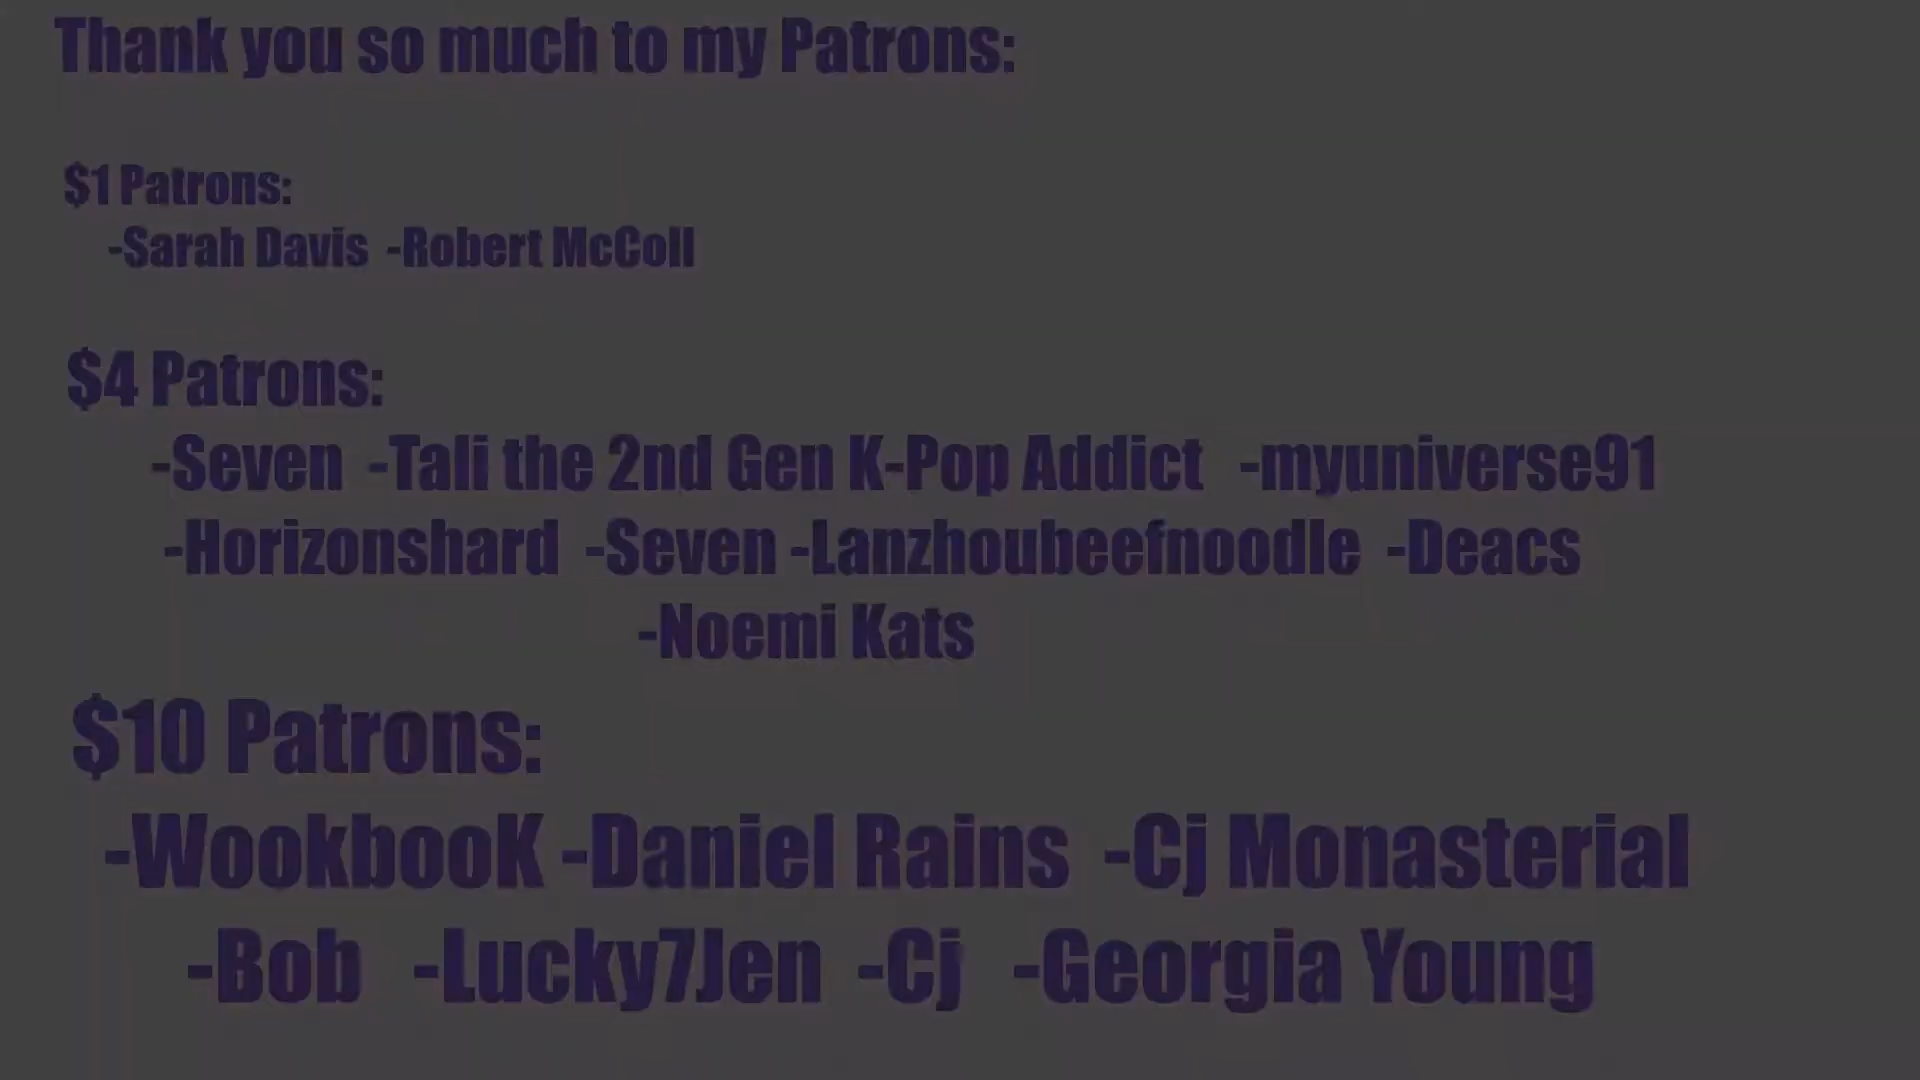 Thank you so much to my Patrons:
$1 Patrons:
-Sarah Davis -Robert McColl
$4 Patrons:
-Seven -Tali the 2nd Gen K-Pop Addict -myuniverse91
-Horizonshard -Seven -Lanzhoubeefnoodle -Deacs
-Noemi Kats
$10 Patrons:
-WookbooK -Daniel Rains -Cj Monasterial
-Bob -Lucky7Jen -Cj -Georgia Young